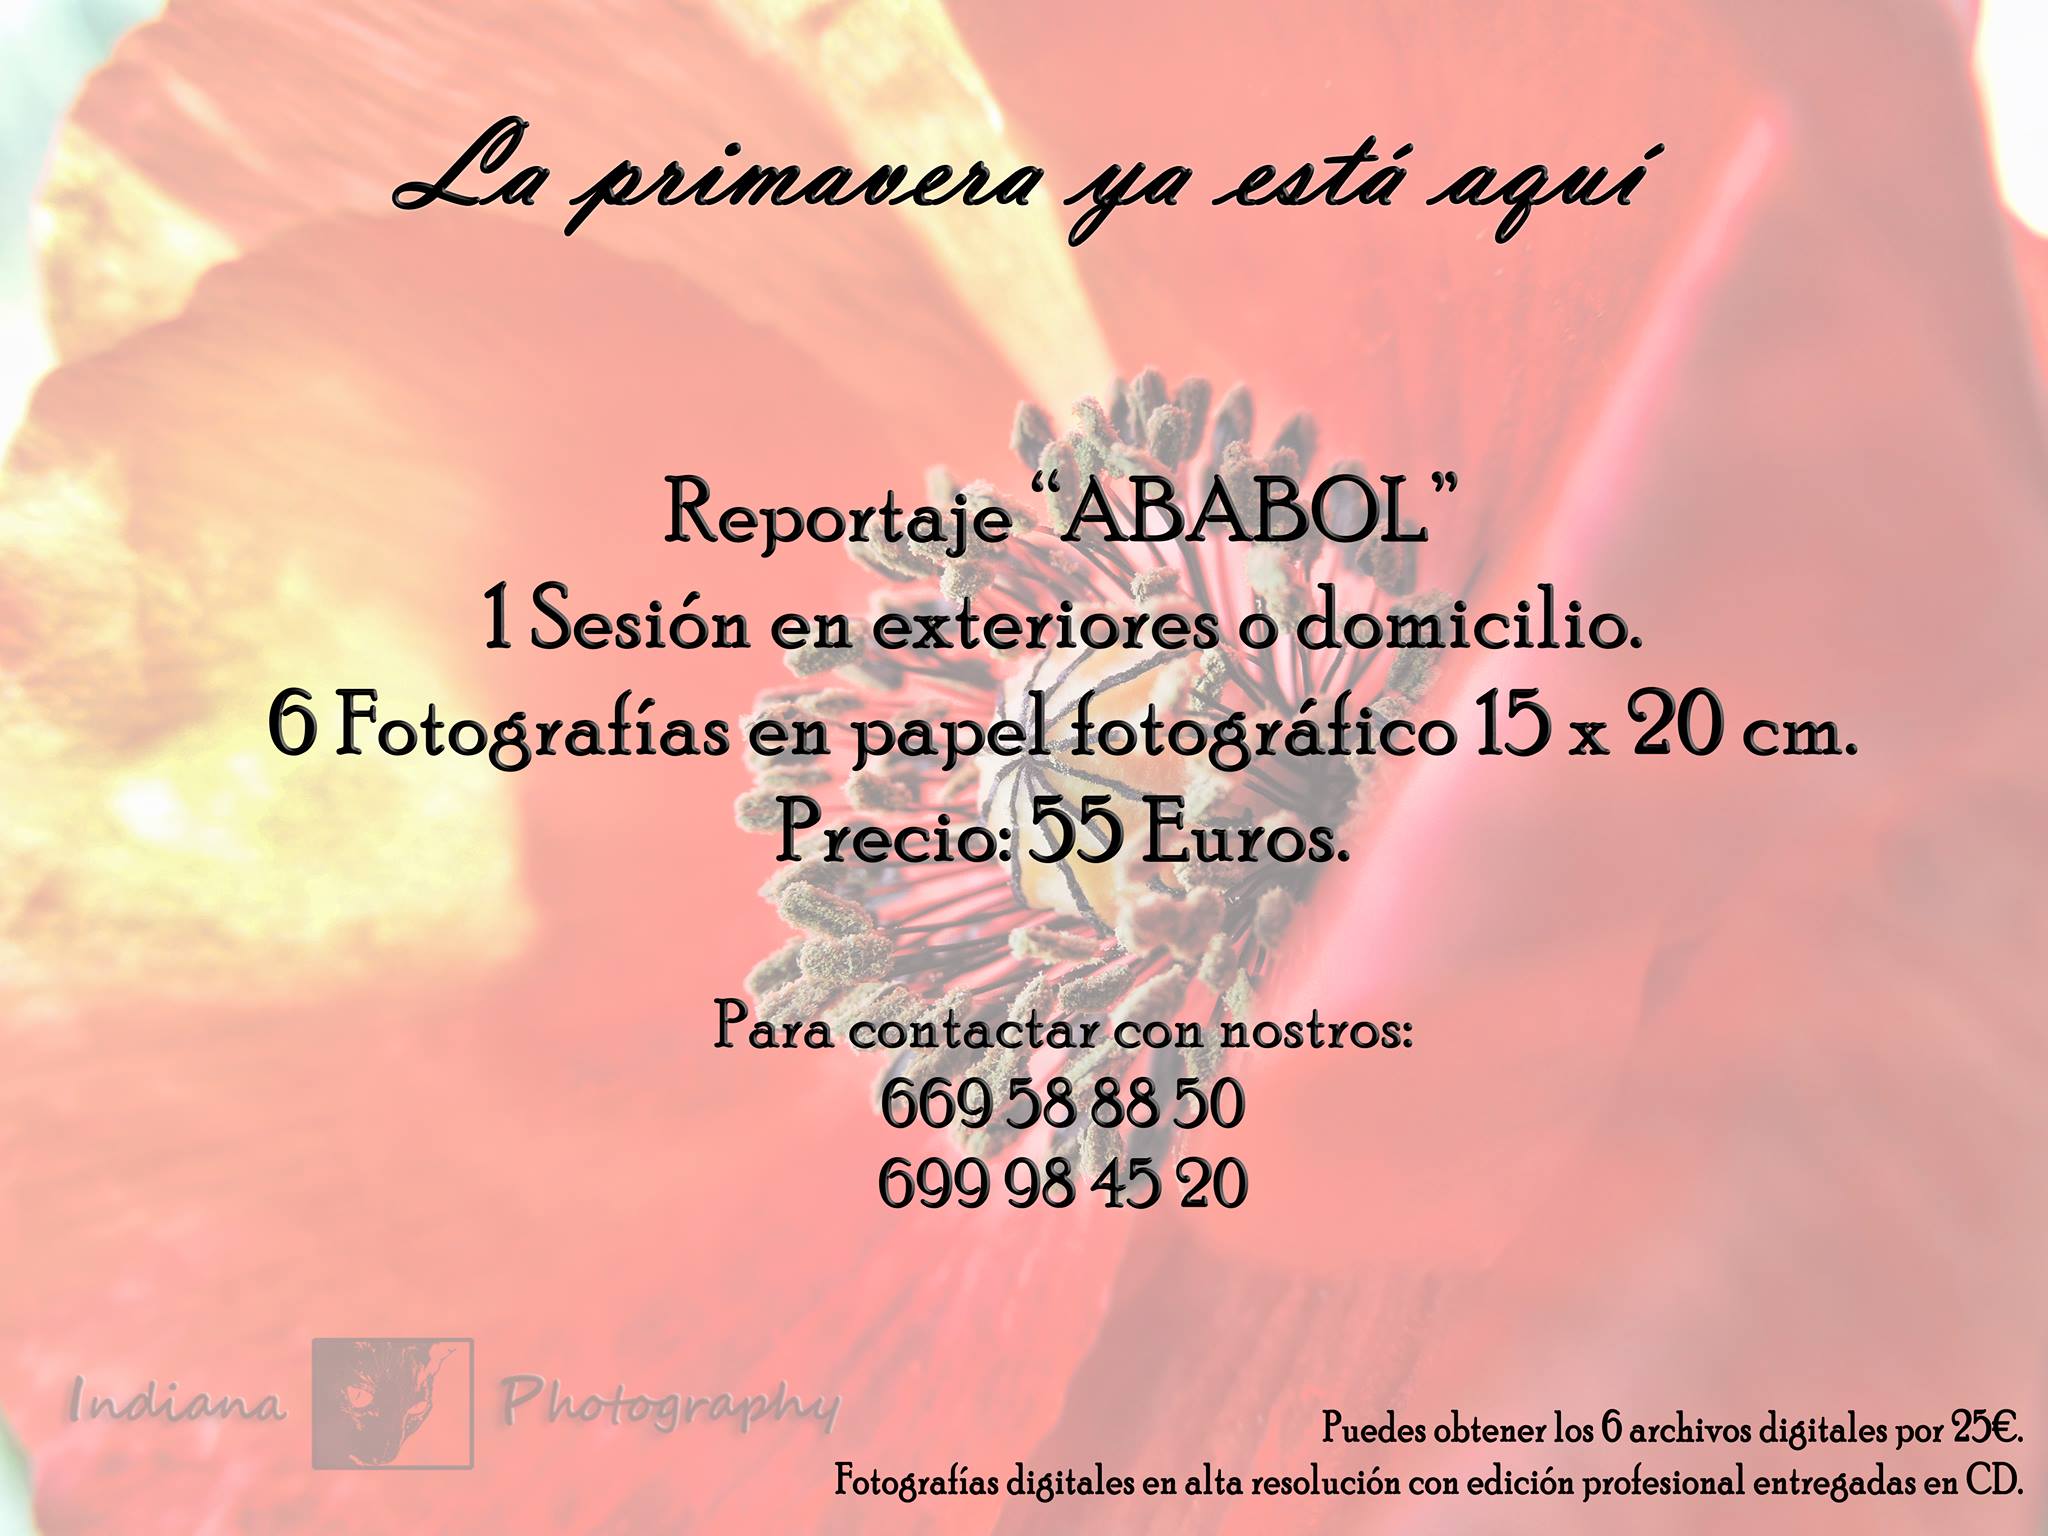 La primavera ya está aquí
Reportaje “ABABOL”
1 Sesión en exteriores o domicilio.
6 Fotografías en papel fotográfico 15 x 20 cm.
Precio: 55 Euros.
Para contactar con nostros:
669 58 88 50
699 98 45 20
Indiana Photography
Puedes obtener los 6 archivos digitales por 25€.
Fotografías digitales en alta resolución con edición profesional entregadas en CD.